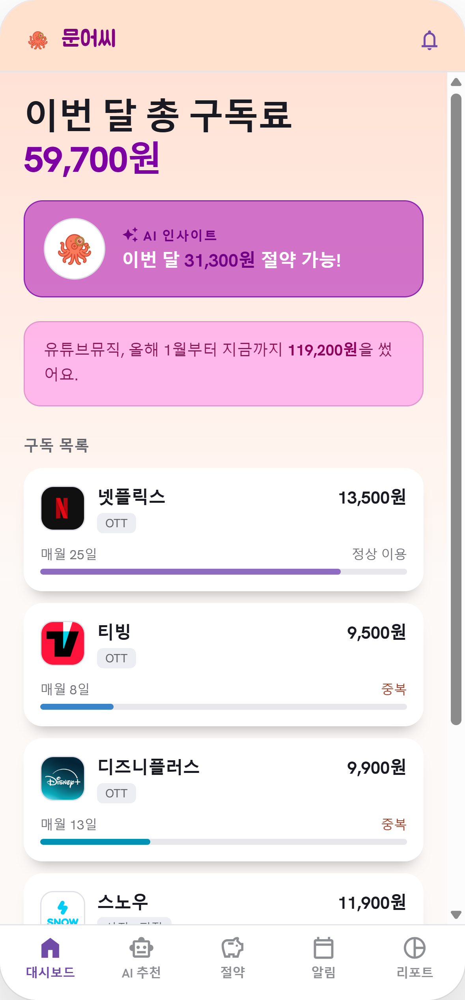 문어씨
이번 달 총 구독료
59,700원
AI 인사이트
이번 달 31,300원 절약 가능!
유튜브뮤직, 올해 1월부터 지금까지 119,200원을 썼
어요.
구독 목록
넷플릭스 13,500원
OTT
매월 25일 정상 이용
티빙 9,500원
OTT
매월 8일 중복
디즈니플러스 9,900원
Disney+
OTT
매월 13일 중복
스노우 11,900원
SNOW
대시보드 AI 추천 절약 알림 리포트